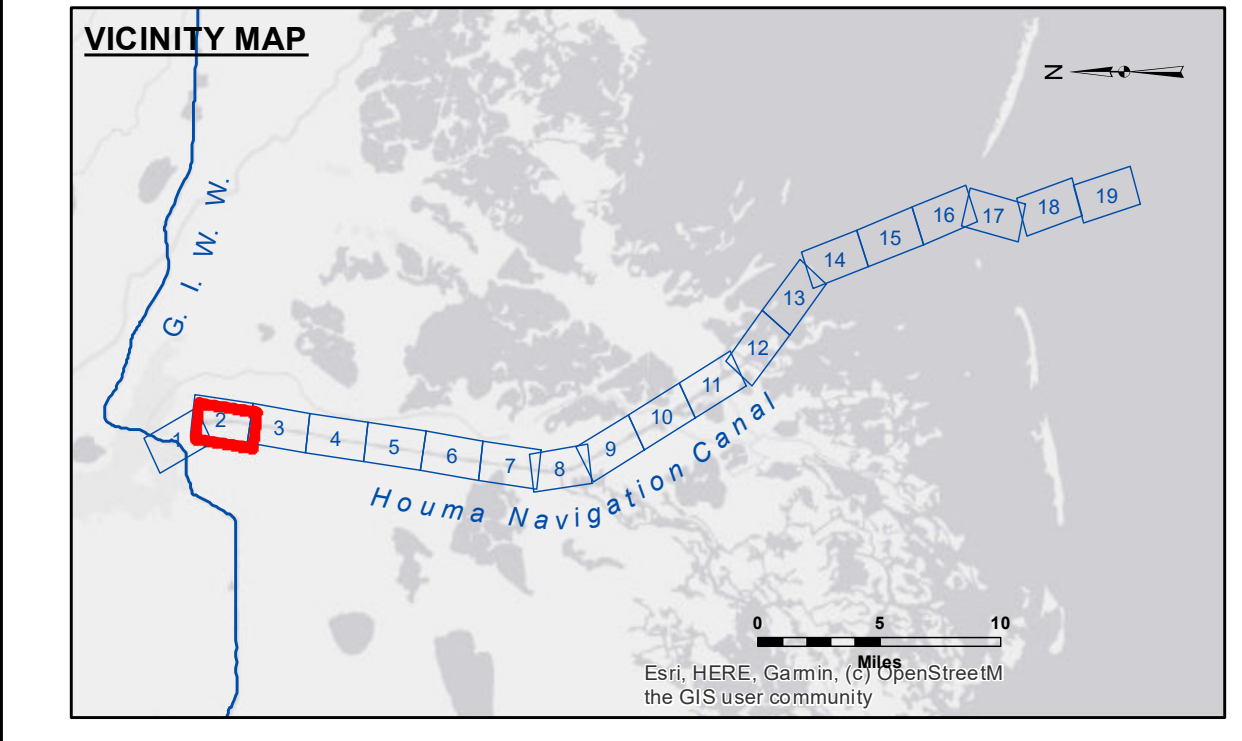 VICINITY MAP
N
G. I. W. W.
1
2
3
4
5
6
7
8
9
10
11
12
13
14
15
16
17
18
19
Houma Navigation Canal
0 5 10
Miles
Esri, HERE, Garmin, (c) OpenStreetM
the GIS user community